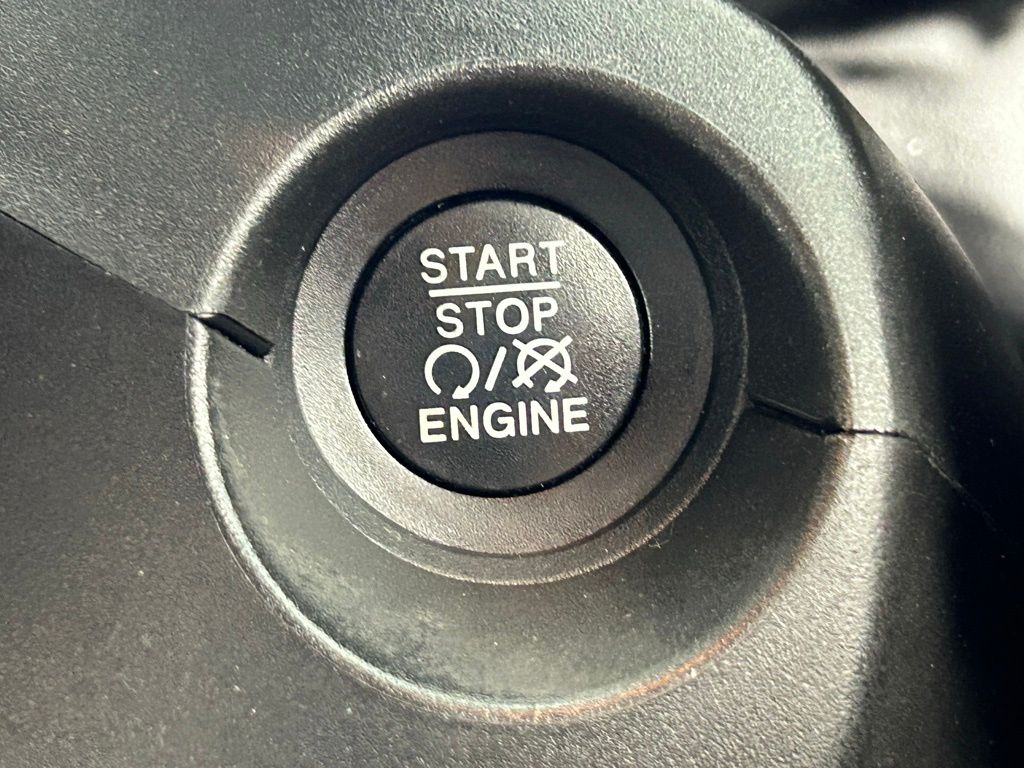 START
STOP
/
ENGINE